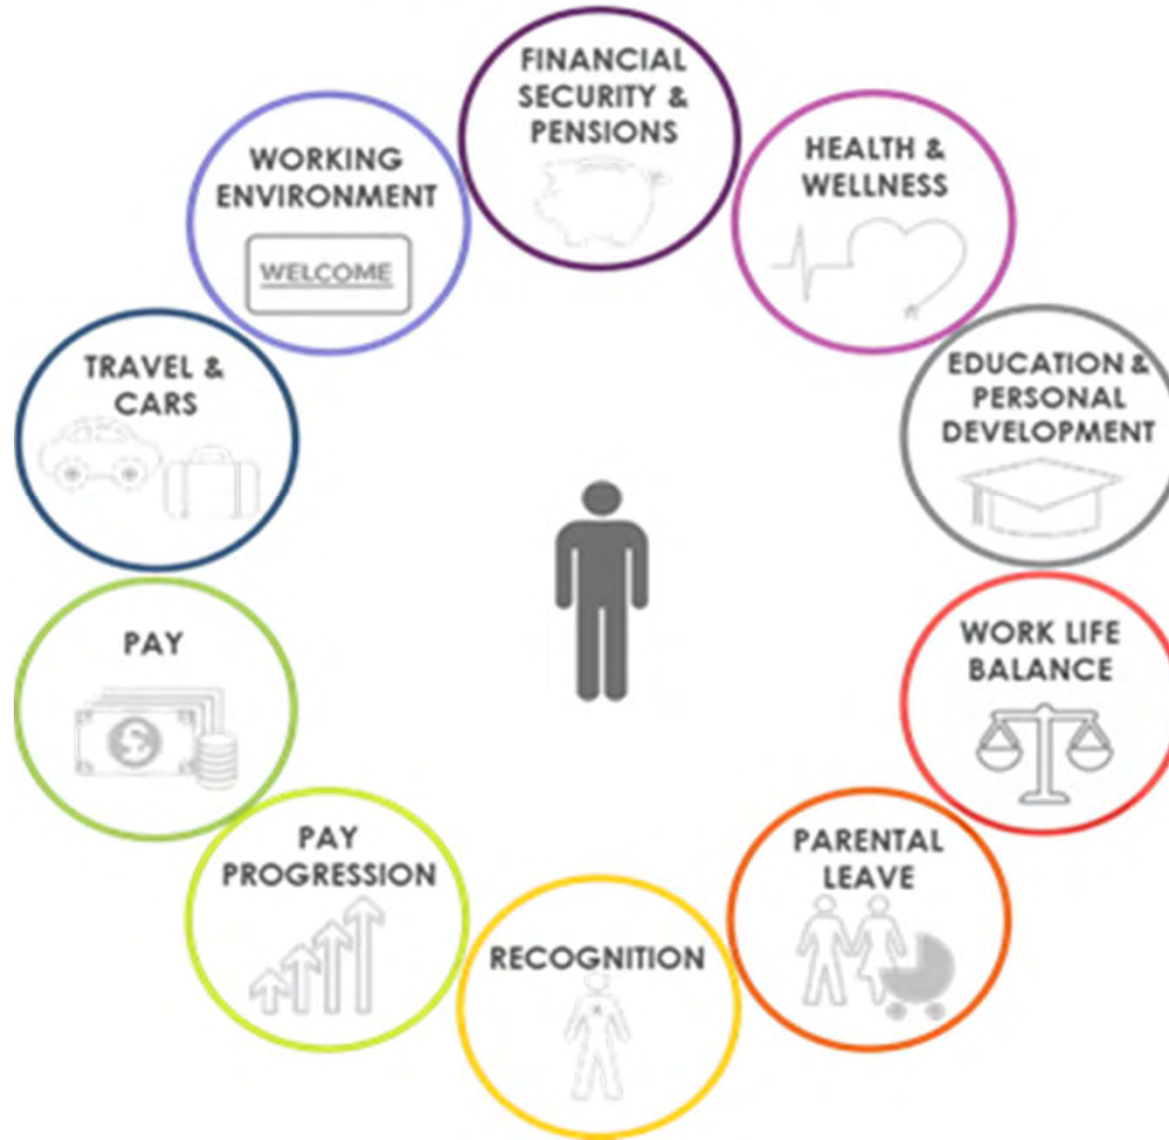 FINANCIAL
SECURITY &
PENSIONS
HEALTH &
WELLNESS
EDUCATION &
PERSONAL
DEVELOPMENT
WORK LIFE
BALANCE
PARENTAL
LEAVE
RECOGNITION
PAY
PROGRESSION
PAY
$
TRAVEL &
CARS
WORKING
ENVIRONMENT
WELCOME